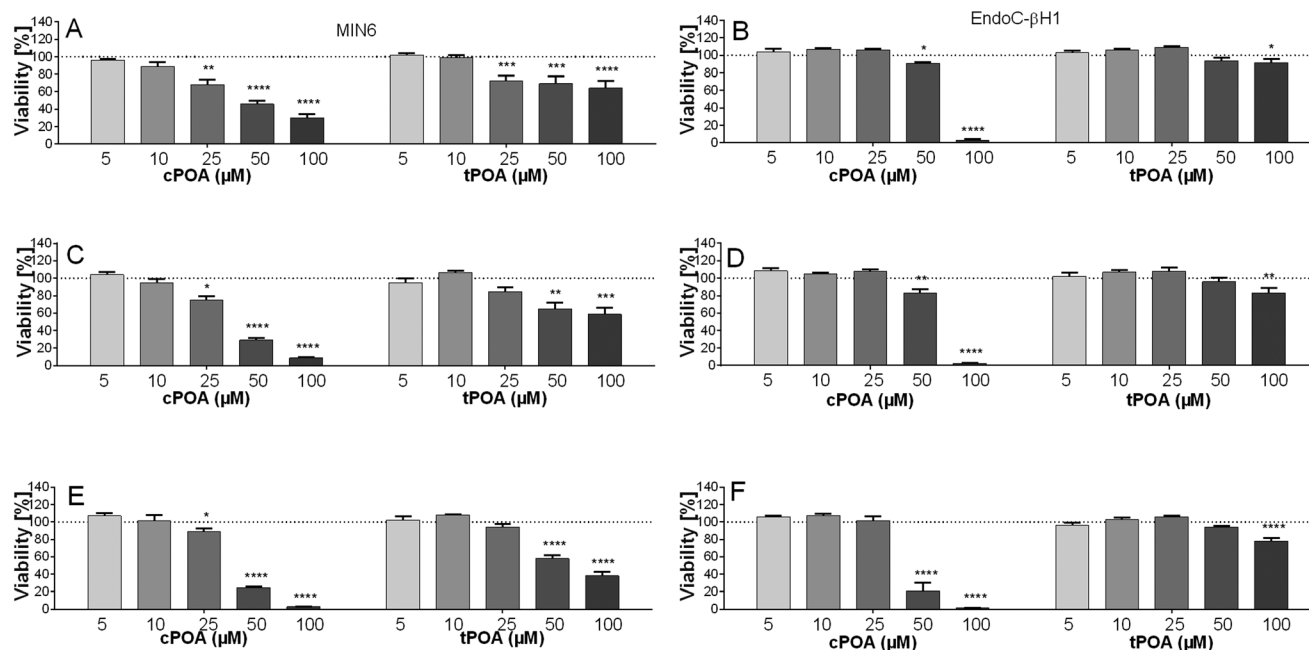 A
MIN6
Viability [%]
140
120
100
80
60
40
20
0
** **** **** *** *** ****
5 10 25 50 100 5 10 25 50 100
cPOA (µM) tPOA (µM)
B
EndoC-βH1
Viability [%]
140
120
100
80
60
40
20
0
* **** *
5 10 25 50 100 5 10 25 50 100
cPOA (µM) tPOA (µM)
C
Viability [%]
140
120
100
80
60
40
20
0
* **** **** ** ***
5 10 25 50 100 5 10 25 50 100
cPOA (µM) tPOA (µM)
D
Viability [%]
140
120
100
80
60
40
20
0
** **** **
5 10 25 50 100 5 10 25 50 100
cPOA (µM) tPOA (µM)
E
Viability [%]
140
120
100
80
60
40
20
0
* **** **** **** ****
5 10 25 50 100 5 10 25 50 100
cPOA (µM) tPOA (µM)
F
Viability [%]
140
120
100
80
60
40
20
0
**** **** ****
5 10 25 50 100 5 10 25 50 100
cPOA (µM) tPOA (µM)